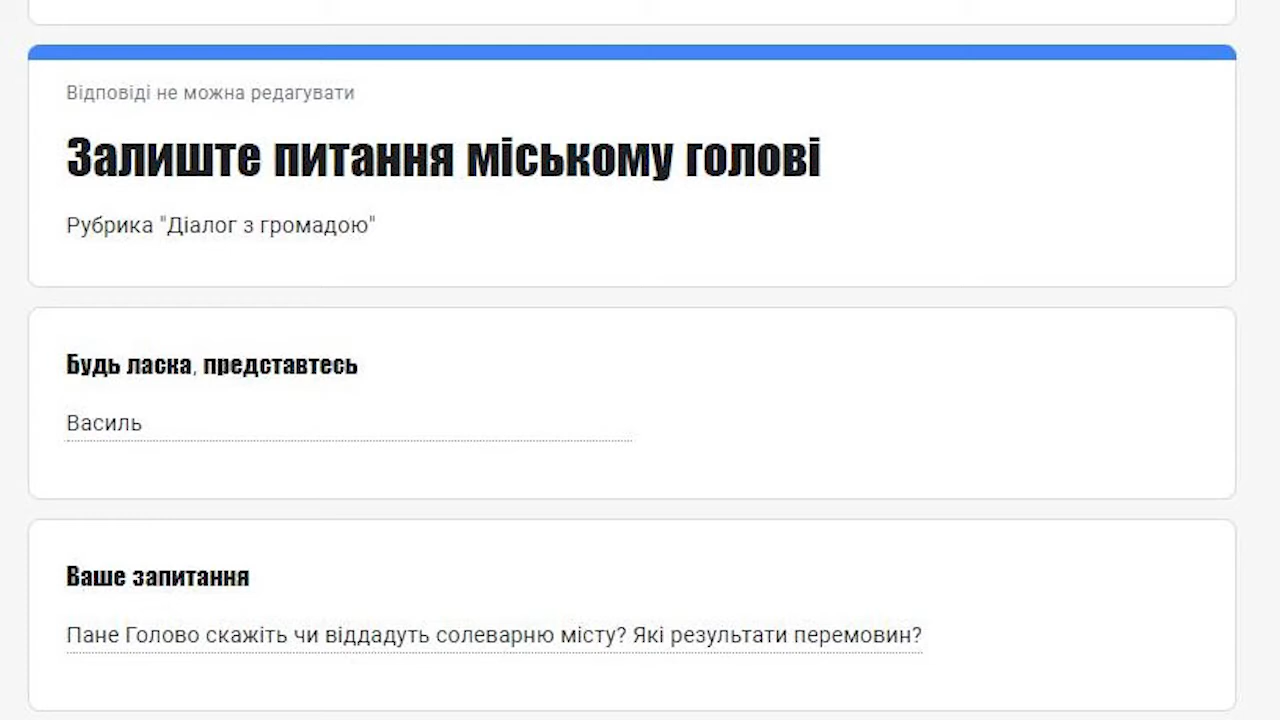 Відповіді не можна редагувати
Залиште питання міському голові
Рубрика "Діалог з громадою"
Будь ласка, представтесь
Василь
Ваше запитання
Пане Голово скажіть чи віддадуть солеварню місту? Які результати перемовин?